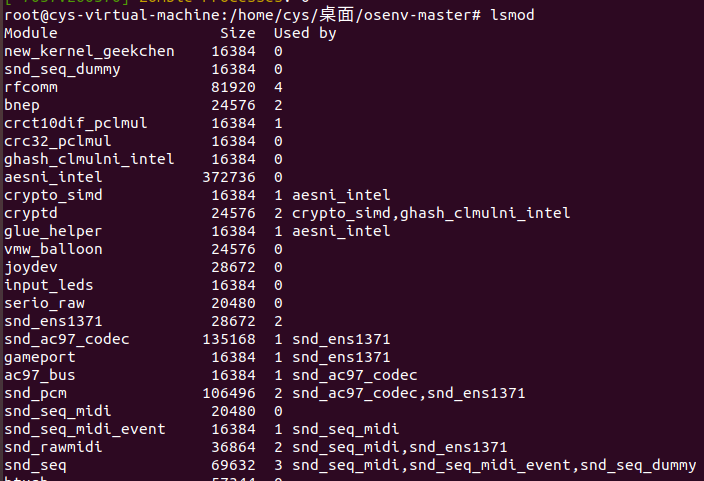 root@cys-virtual-machine:/home/cys/桌面/osenv-master# lsmod
Module                  Size  Used by
new_kernel_geekchen    16384  0
snd_seq_dummy          16384  0
rfcomm                 81920  4
bnep                   24576  2
crct10dif_pclmul       16384  1
crc32_pclmul           16384  0
ghash_clmulni_intel    16384  0
aesni_intel           372736  0
crypto_simd            16384  1 aesni_intel
cryptd                 24576  2 crypto_simd,ghash_clmulni_intel
glue_helper            16384  1 aesni_intel
vmw_balloon            24576  0
joydev                 28672  0
input_leds             16384  0
serio_raw              20480  0
snd_ens1371            28672  2
snd_ac97_codec        135168  1 snd_ens1371
gameport               16384  1 snd_ens1371
ac97_bus               16384  1 snd_ac97_codec
snd_pcm               106496  2 snd_ac97_codec,snd_ens1371
snd_seq_midi           20480  0
snd_seq_midi_event     16384  1 snd_seq_midi
snd_rawmidi            36864  2 snd_seq_midi,snd_ens1371
snd_seq                69632  3 snd_seq_midi,snd_seq_midi_event,snd_seq_dummy